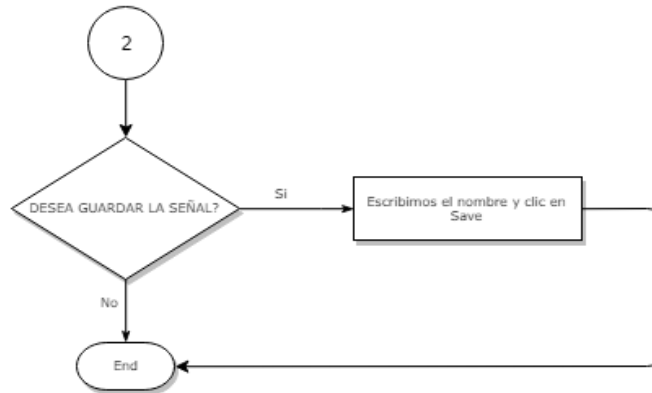 2
DESEA GUARDAR LA SEÑAL?
Si
Escribimos el nombre y clic en
Save
No
End